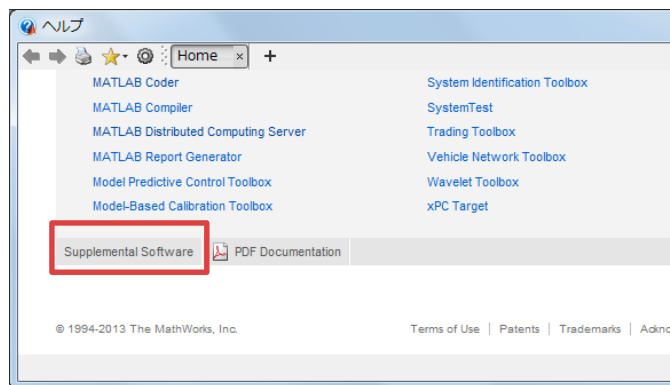 ヘルプ
Home
MATLAB Coder
System Identification Toolbox
MATLAB Compiler
SystemTest
MATLAB Distributed Computing Server
Trading Toolbox
MATLAB Report Generator
Vehicle Network Toolbox
Model Predictive Control Toolbox
Wavelet Toolbox
Model-Based Calibration Toolbox
xPC Target
Supplemental Software PDF Documentation
© 1994-2013 The MathWorks, Inc. Terms of Use | Patents | Trademarks |